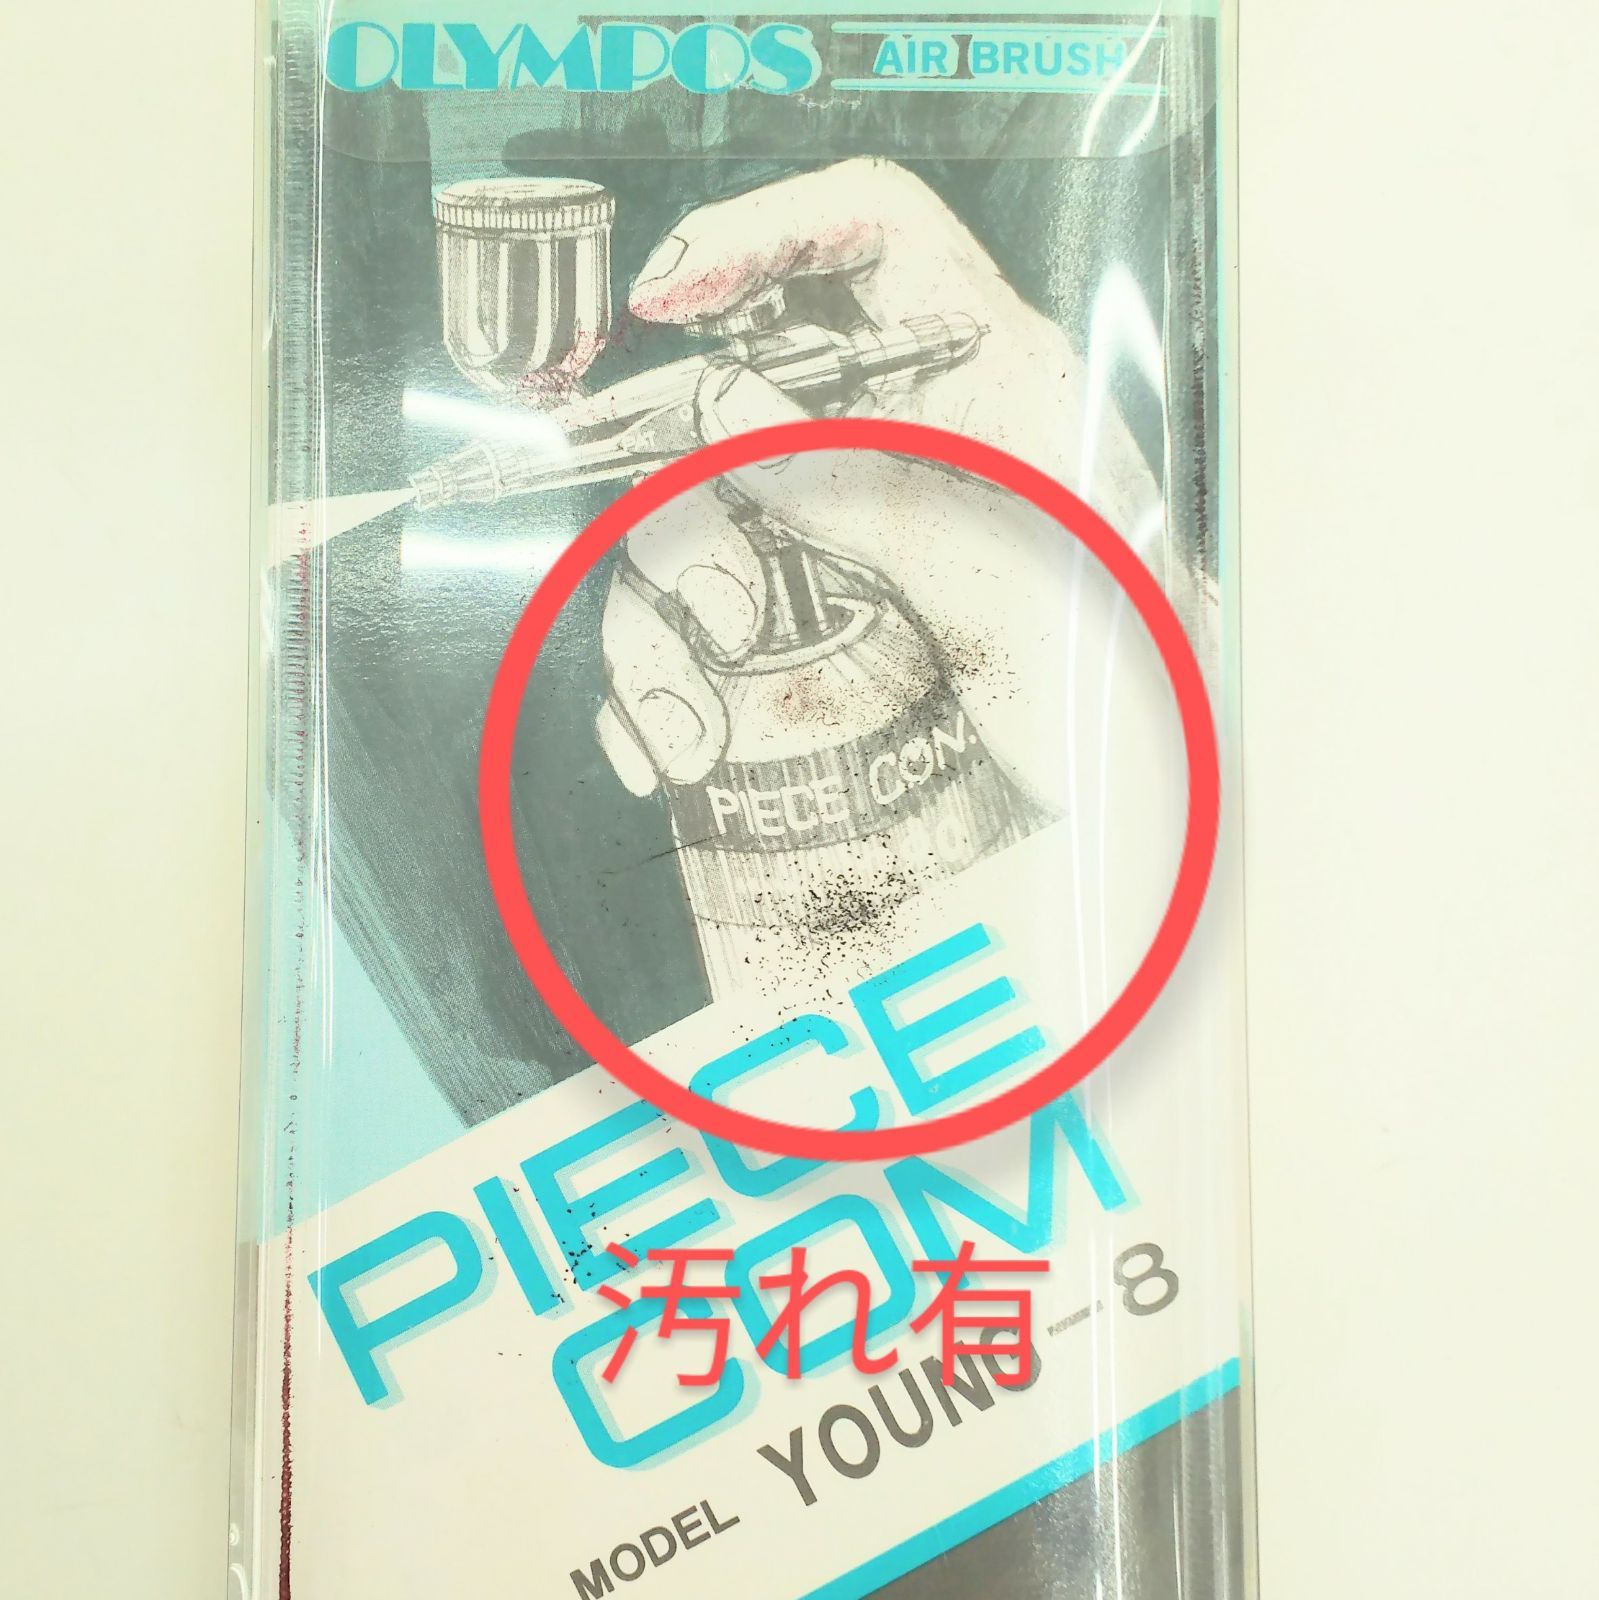 OLYMPOS AIR BRUSH
PIECE CON.
PIECE
COM
汚れ有
MODEL YOUNG-8